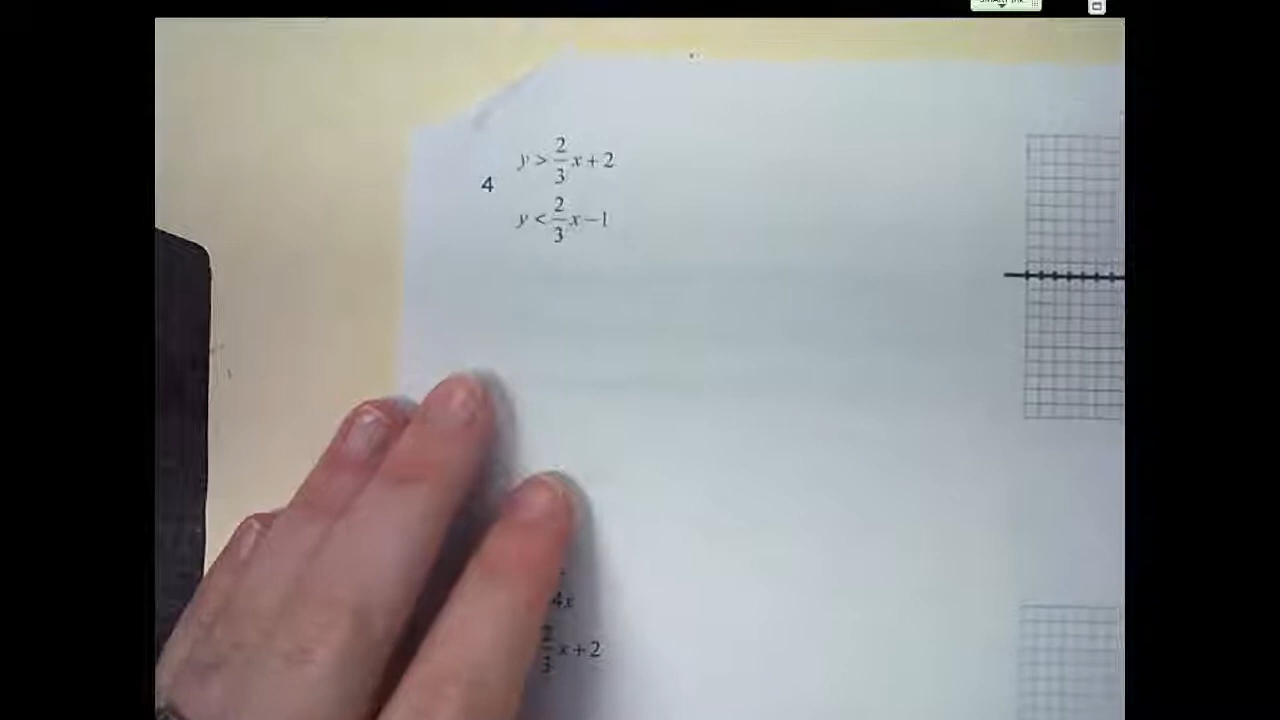 y > 2/3 x + 2
4
y < 2/3 x − 1
4x
2/3 x + 2